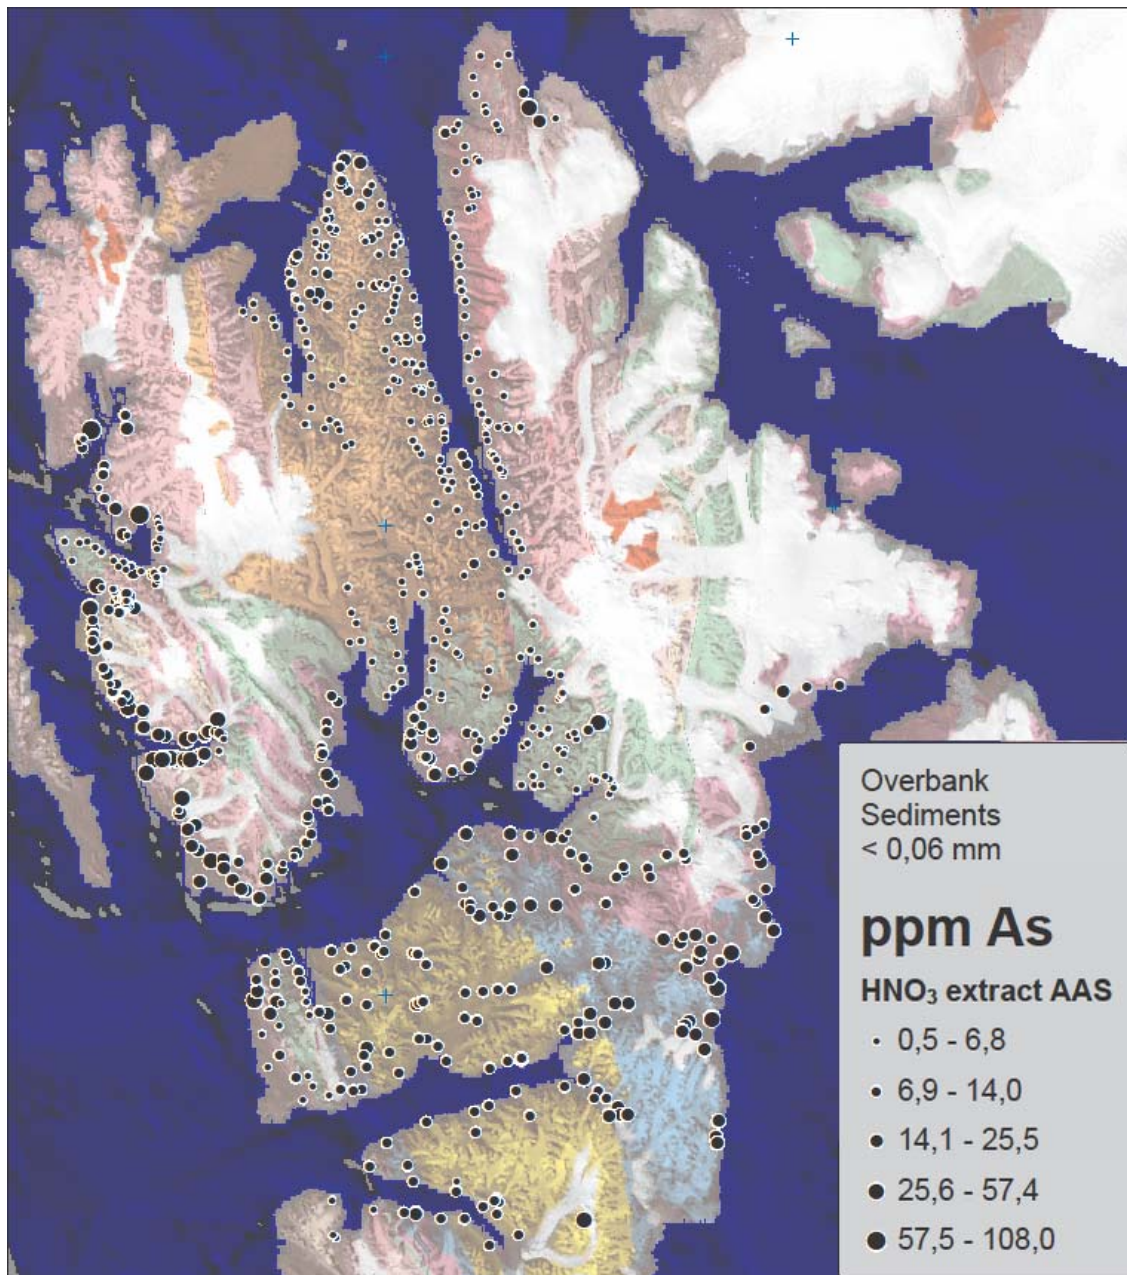 Overbank
Sediments
< 0,06 mm
ppm As
HNO₃ extract AAS
0,5 - 6,8
6,9 - 14,0
14,1 - 25,5
25,6 - 57,4
57,5 - 108,0